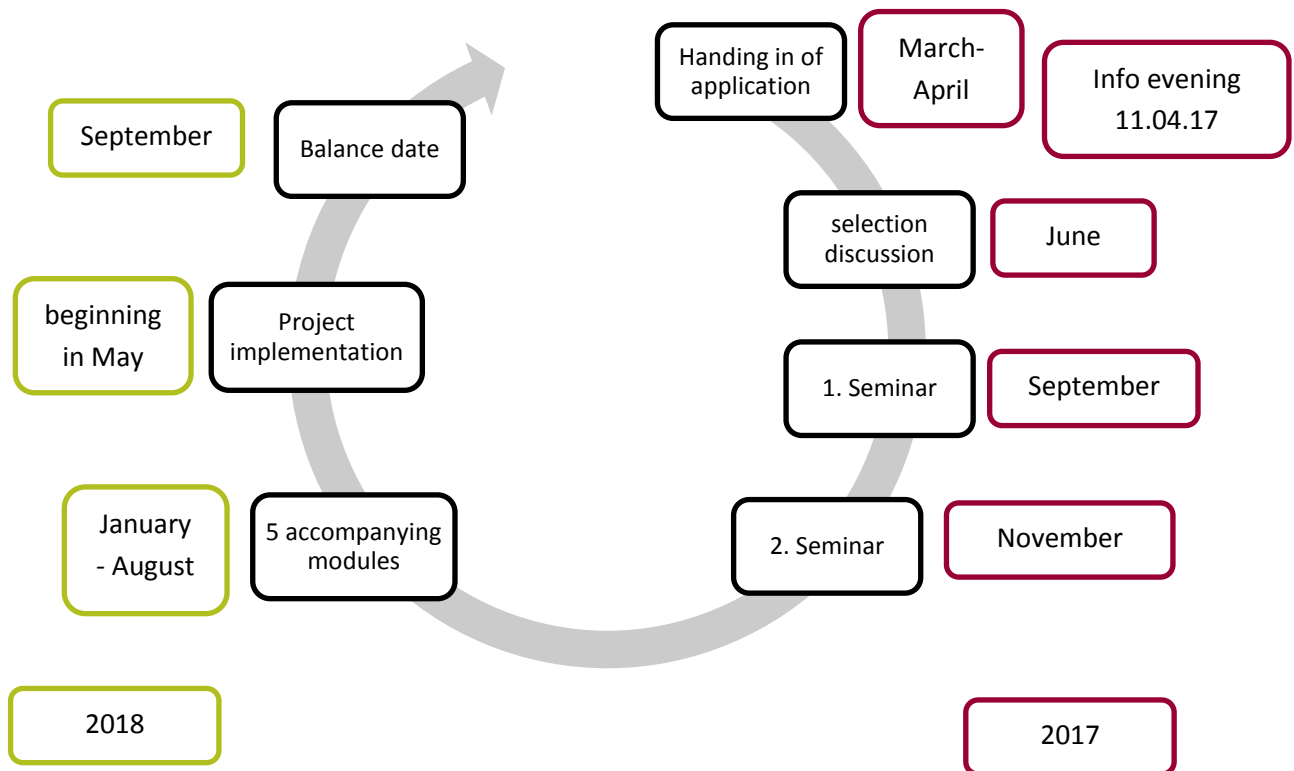 Handing in of
application
March-
April
Info evening
11.04.17
September
Balance date
selection
discussion
June
beginning
in May
Project
implementation
1. Seminar
September
January
- August
5 accompanying
modules
2. Seminar
November
2018
2017